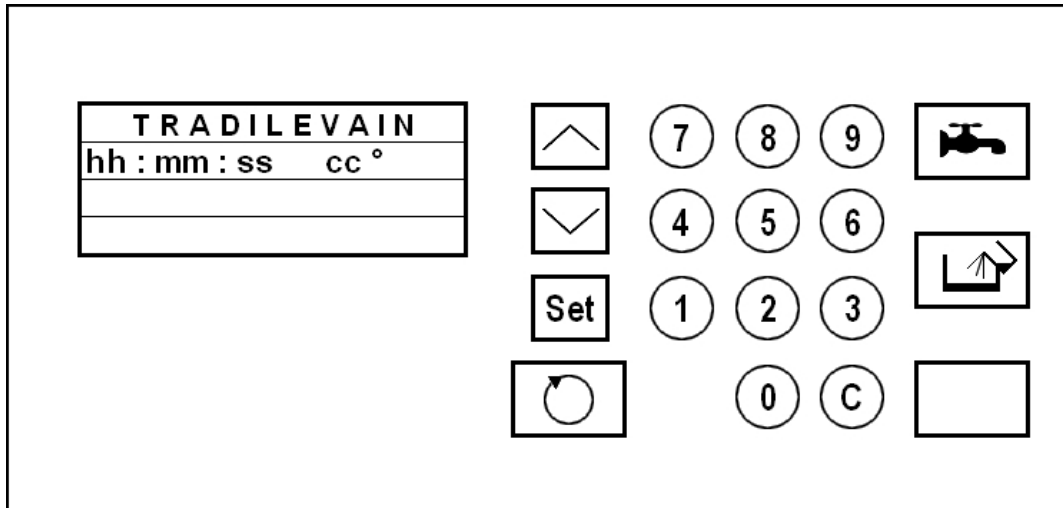 TRADILEVAIN
hh : mm : ss cc °
7 8 9
4 5 6
Set 1 2 3
0 C